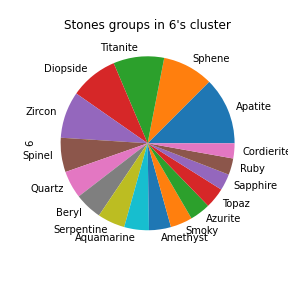 Stones groups in 6's cluster
Titanite
Sphene
Diopside
Apatite
Zircon
6
Spinel
Cordierite
Ruby
Sapphire
Quartz
Topaz
Beryl
Azurite
Serpentine
Smoky
Aquamarine
Amethyst